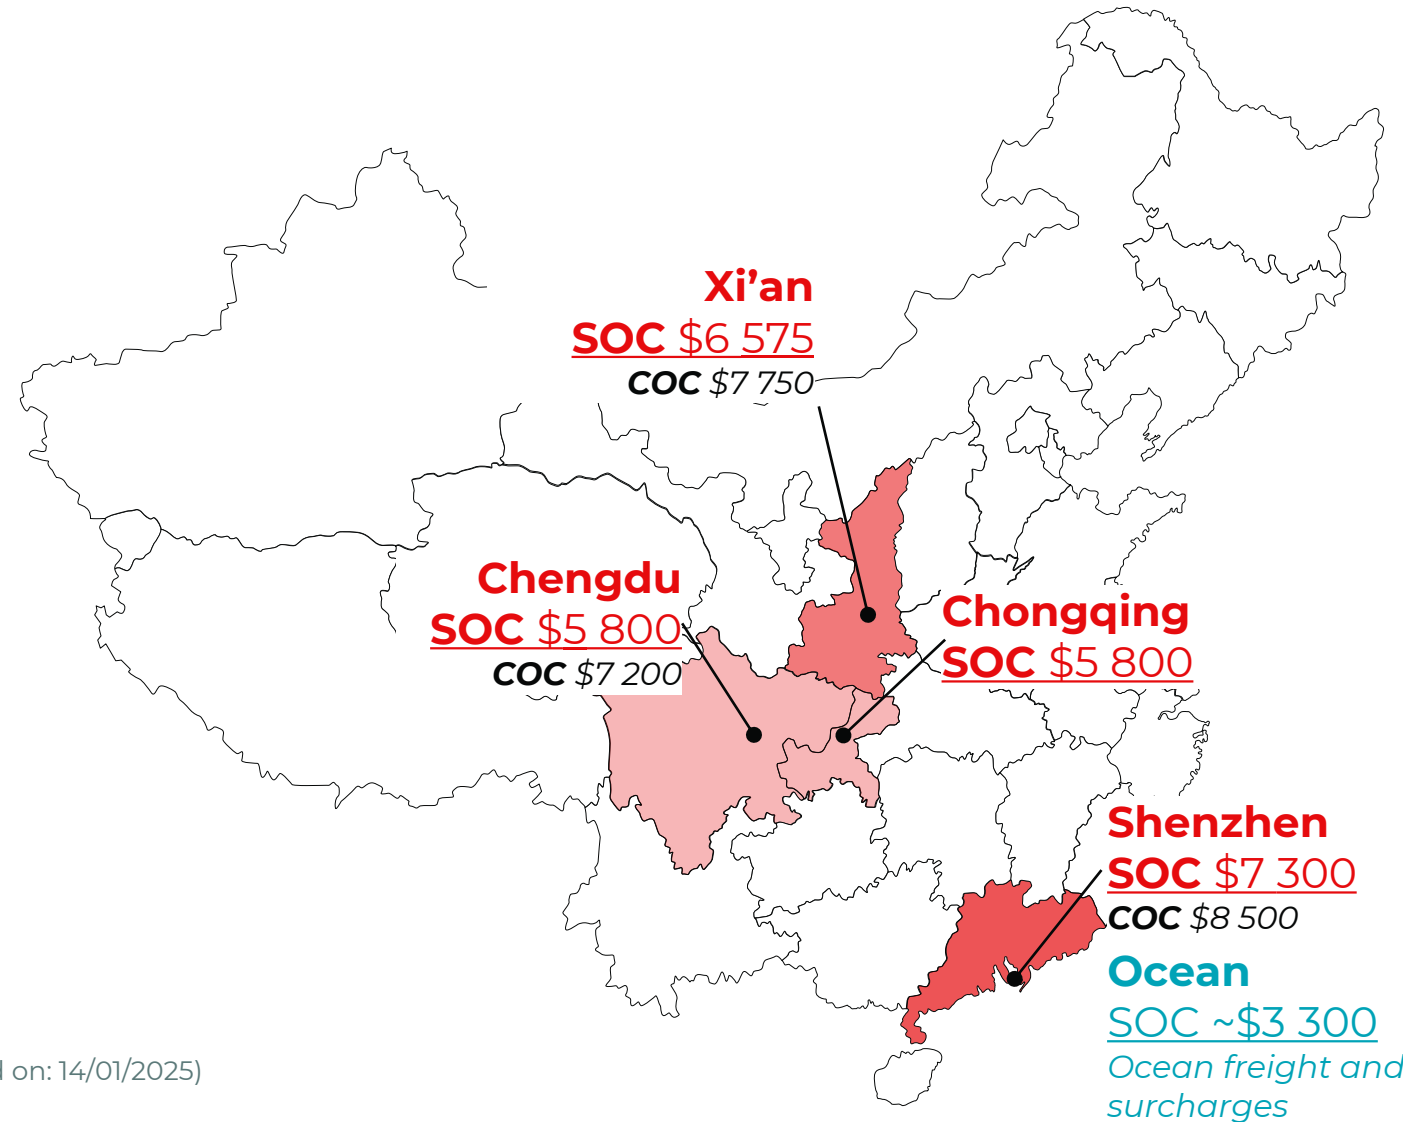 Xi’an
SOC $6 575
COC $7 750
Chengdu
SOC $5 800
COC $7 200
Chongqing
SOC $5 800
Shenzhen
SOC $7 300
COC $8 500
Ocean
SOC ~$3 300
Ocean freight and
surcharges
on: 14/01/2025)